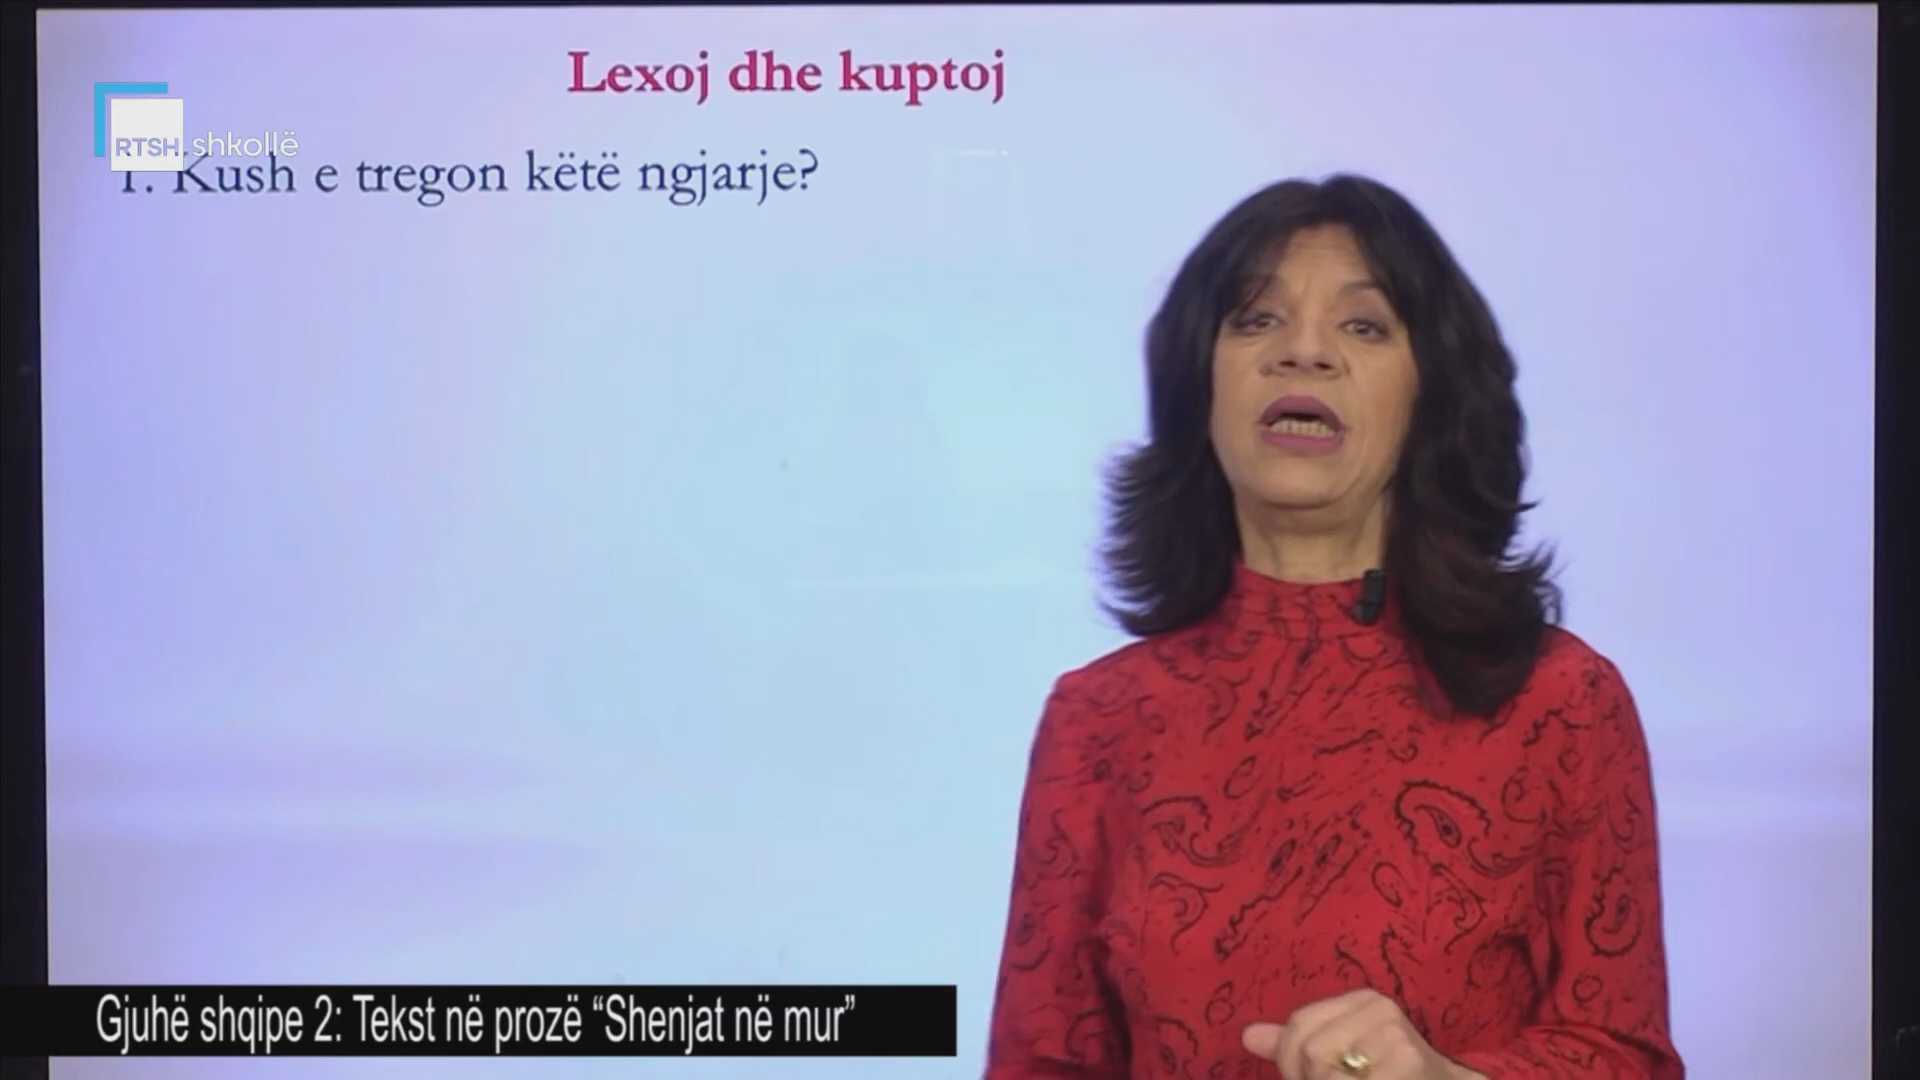 Lexoj dhe kuptoj
RTSH shkollë
1. Kush e tregon këtë ngjarje?
Gjuhë shqipe 2: Tekst në prozë “Shenjat në mur”